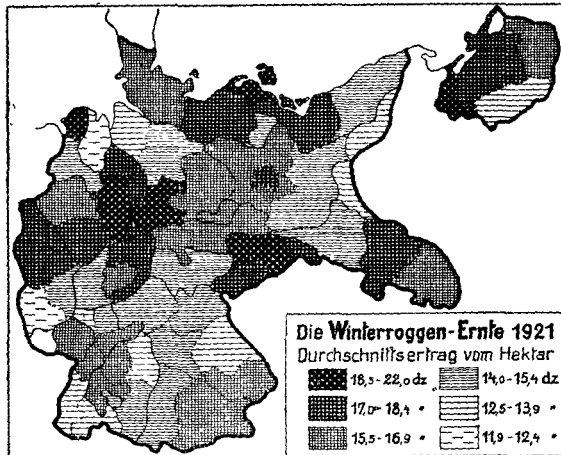 Die Winterroggen-Ernte 1921
Durchschnittsertrag vom Hektar
18,5-22,0 dz 14,0-15,4 dz
17,0-18,4 " 12,5-13,9 "
15,5-16,9 " 11,9-12,4 "